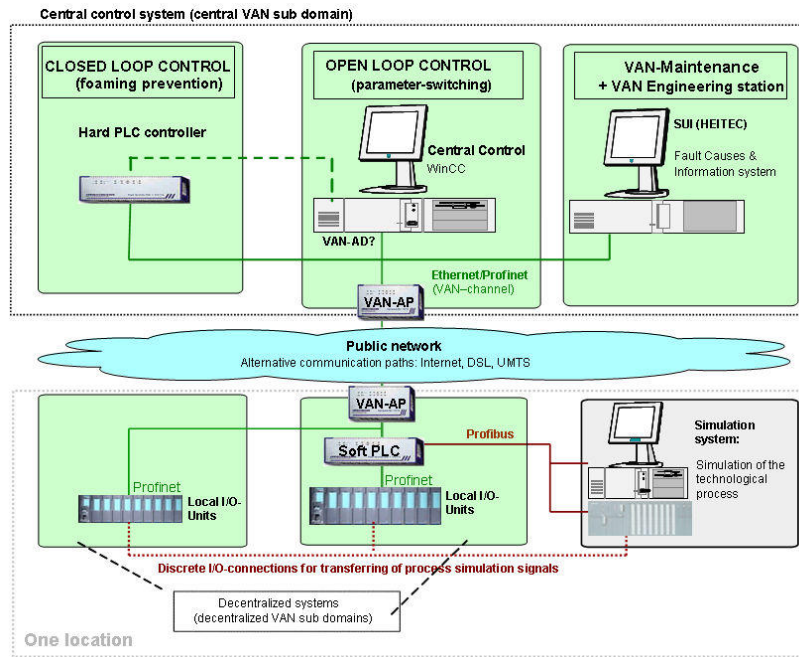 Central control system (central VAN sub domain)
CLOSED LOOP CONTROL
(foaming prevention)
OPEN LOOP CONTROL
(parameter-switching)
VAN-Maintenance
+ VAN Engineering station
Hard PLC controller
Central Control
WinCC
SUI (HEITEC)
Fault Causes &
Information system
VAN-AD?
Ethernet/Profinet
(VAN–channel)
VAN-AP
Public network
Alternative communication paths: Internet, DSL, UMTS
VAN-AP
Soft PLC
Profibus
Simulation
system:
Simulation of the
technological
process
Profinet
Local I/O-
Units
Profinet
Local I/O-
Units
Discrete I/O-connections for transferring of process simulation signals
Decentralized systems
(decentralized VAN sub domains)
One location